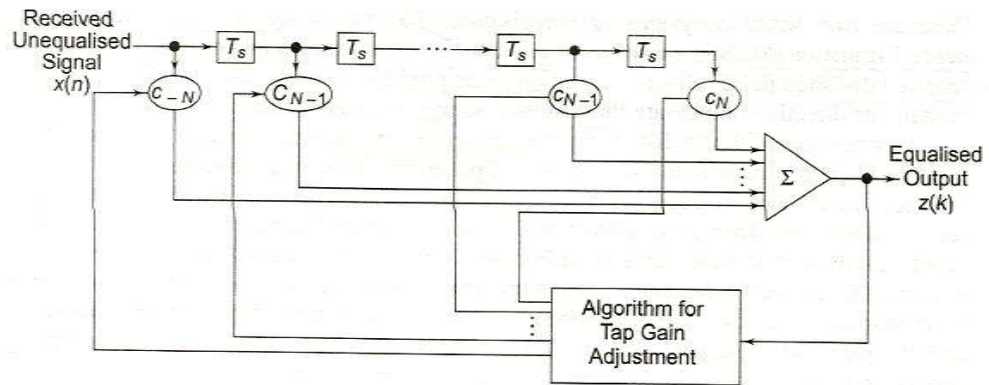 Received
Unequalised
Signal
x(n)
T_s
T_s
...
T_s
T_s
c_{-N}
C_{N-1}
c_{N-1}
c_N
⋮
Σ
Equalised
Output
z(k)
Algorithm for
Tap Gain
Adjustment
⋮